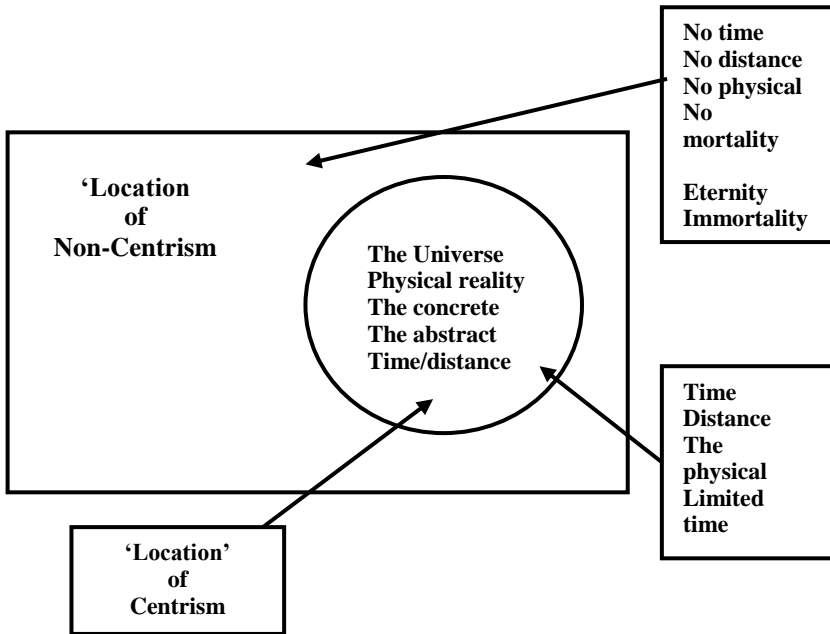 No time
No distance
No physical
No
mortality
Eternity
Immortality
‘Location
of
Non-Centrism
The Universe
Physical reality
The concrete
The abstract
Time/distance
Time
Distance
The
physical
Limited
time
‘Location’
of
Centrism